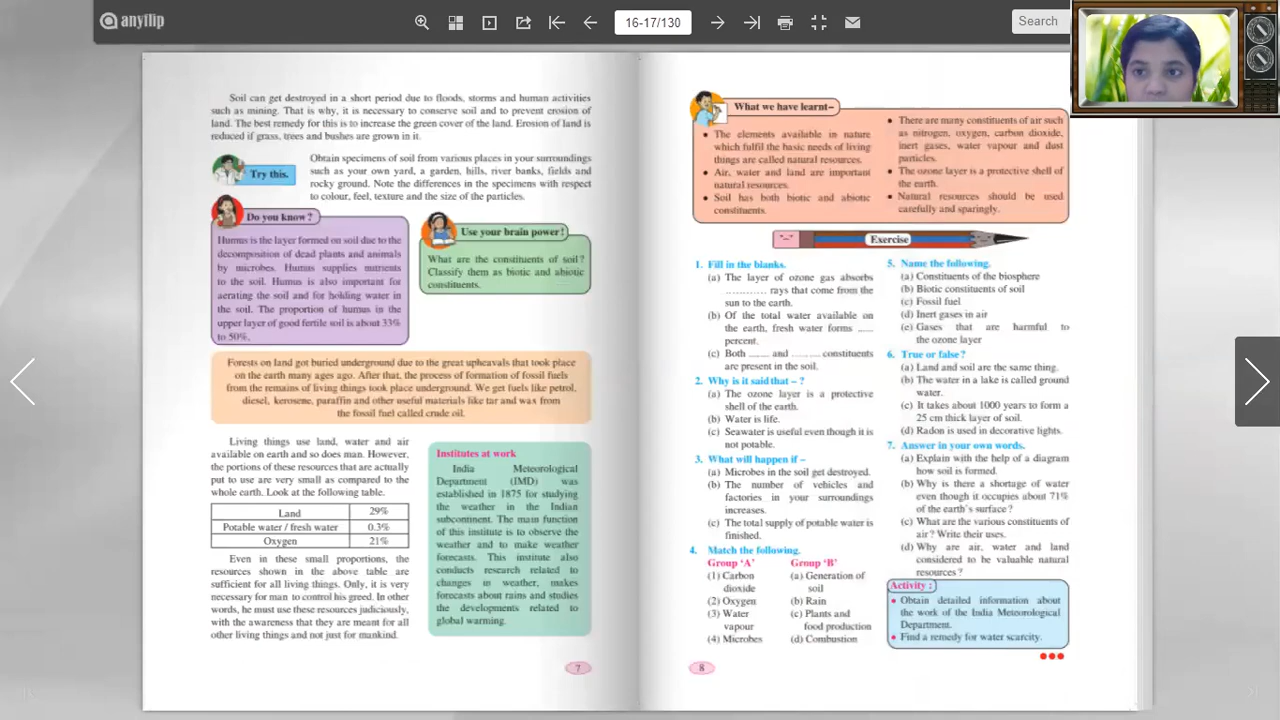 anyflip
16-17/130
Search
Soil can get destroyed in a short period due to floods, storms and human activities
such as mining. That is why, it is necessary to conserve soil and to prevent erosion of
land. The best remedy for this is to increase the green cover of the land. Erosion of land is
reduced if grass, trees and bushes are grown in it.
Try this.
Obtain specimens of soil from various places in your surroundings
such as your own yard, a garden, hills, river banks, fields and
rocky ground. Note the differences in the specimens with respect
to colour, feel, texture and the size of the particles.
Do you know?
Humus is the layer formed on soil due to the
decomposition of dead plants and animals
by microbes. Humus supplies nutrients
to the soil. Humus is also important for
aerating the soil and for holding water in
the soil. The proportion of humus in the
upper layer of good fertile soil is about 33%
to 50%.
Use your brain power!
What are the constituents of soil?
Classify them as biotic and abiotic
constituents.
Forests on land got buried underground due to the great upheavals that took place
on the earth many ages ago. After that, the process of formation of fossil fuels
from the remains of living things took place underground. We get fuels like petrol,
diesel, kerosene, paraffin and other useful materials like tar and wax from
the fossil fuel called crude oil.
Living things use land, water and air
available on earth and so does man. However,
the portions of these resources that are actually
put to use are very small as compared to the
whole earth. Look at the following table.
Land 29%
Potable water / fresh water 0.3%
Oxygen 21%
Even in these small proportions, the
resources shown in the above table are
sufficient for all living things. Only, it is very
necessary for man to control his greed. In other
words, he must use these resources judiciously,
with the awareness that they are meant for all
other living things and not just for mankind.
Institutes at work
India Meteorological
Department (IMD) was
established in 1875 for studying
the weather in the Indian
subcontinent. The main function
of this institute is to observe the
weather and to make weather
forecasts. This institute also
conducts research related to
changes in weather, makes
forecasts about rains and studies
the developments related to
global warming.
7
What we have learnt–
• The elements available in nature
which fulfil the basic needs of living
things are called natural resources.
• Air, water and land are important
natural resources.
• Soil has both biotic and abiotic
constituents.
• There are many constituents of air such
as nitrogen, oxygen, carbon dioxide,
inert gases, water vapour and dust
particles.
• The ozone layer is a protective shell of
the earth.
• Natural resources should be used
carefully and sparingly.
Exercise
1. Fill in the blanks.
(a) The layer of ozone gas absorbs
............ rays that come from the
sun to the earth.
(b) Of the total water available on
the earth, fresh water forms ......
percent.
(c) Both ........ and ........... constituents
are present in the soil.
2. Why is it said that – ?
(a) The ozone layer is a protective
shell of the earth.
(b) Water is life.
(c) Seawater is useful even though it is
not potable.
3. What will happen if –
(a) Microbes in the soil get destroyed.
(b) The number of vehicles and
factories in your surroundings
increases.
(c) The total supply of potable water is
finished.
4. Match the following.
Group ‘A’ Group ‘B’
(1) Carbon (a) Generation of
dioxide soil
(2) Oxygen (b) Rain
(3) Water (c) Plants and
vapour food production
(4) Microbes (d) Combustion
5. Name the following.
(a) Constituents of the biosphere
(b) Biotic constituents of soil
(c) Fossil fuel
(d) Inert gases in air
(e) Gases that are harmful to
the ozone layer
6. True or false?
(a) Land and soil are the same thing.
(b) The water in a lake is called ground
water.
(c) It takes about 1000 years to form a
25 cm thick layer of soil.
(d) Radon is used in decorative lights.
7. Answer in your own words.
(a) Explain with the help of a diagram
how soil is formed.
(b) Why is there a shortage of water
even though it occupies about 71%
of the earth’s surface?
(c) What are the various constituents of
air? Write their uses.
(d) Why are air, water and land
considered to be valuable natural
resources ?
Activity :
• Obtain detailed information about
the work of the India Meteorological
Department.
• Find a remedy for water scarcity.
8